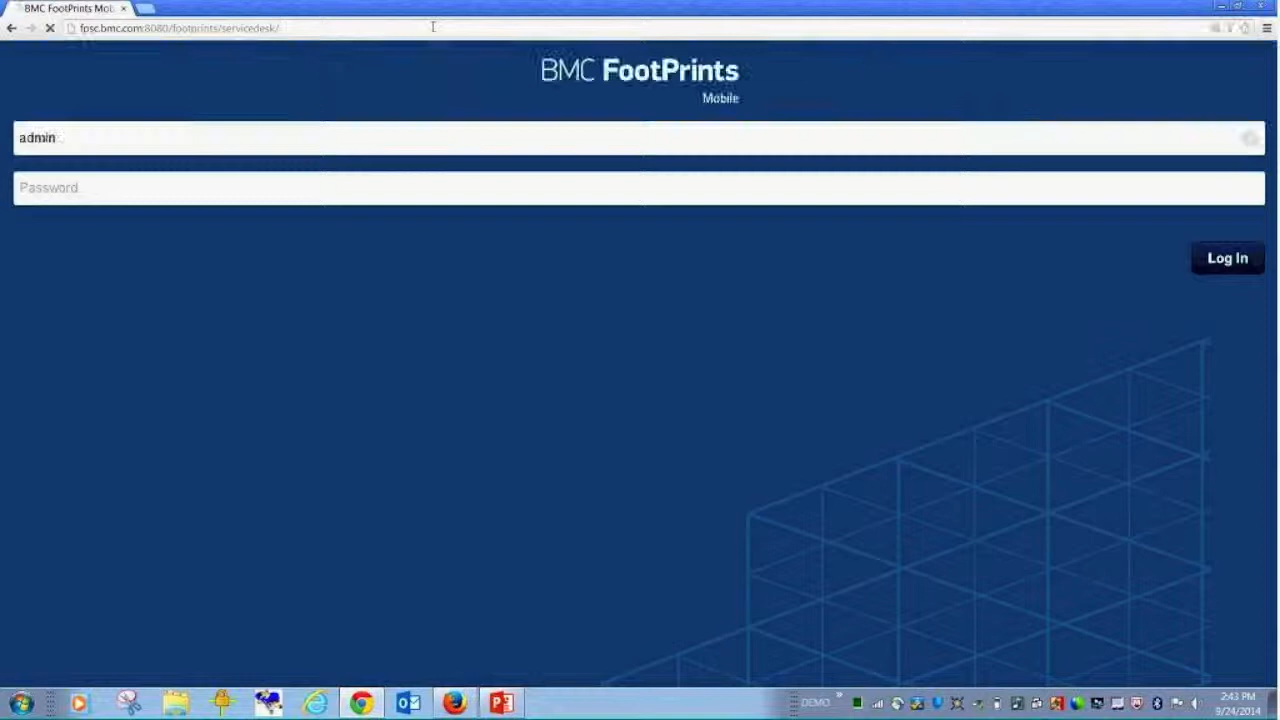 BMC FootPrints Mob
fpsc.bmc.com:8080/footprints/servicedesk/
BMC FootPrints
Mobile
admin
Password
Log In
DEMO
2:43 PM
9/24/2014